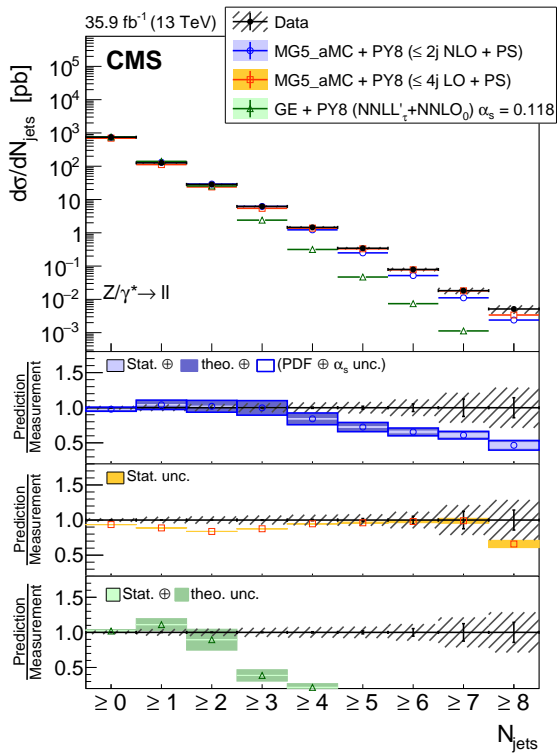 35.9 fb⁻¹ (13 TeV)
CMS
Data
MG5_aMC + PY8 (≤ 2j NLO + PS)
MG5_aMC + PY8 (≤ 4j LO + PS)
GE + PY8 (NNLL'τ+NNLO₀) αs = 0.118
dσ/dNjets [pb]
10⁵
10⁴
10³
10²
10
1
10⁻¹
10⁻²
10⁻³
Z/γ*→ ll
Stat. ⊕ theo. ⊕ (PDF ⊕ αs unc.)
Prediction
Measurement
1.5
1.0
0.5
Stat. unc.
Prediction
Measurement
1.5
1.0
0.5
Stat. ⊕ theo. unc.
Prediction
Measurement
1.5
1.0
0.5
≥ 0 ≥ 1 ≥ 2 ≥ 3 ≥ 4 ≥ 5 ≥ 6 ≥ 7 ≥ 8
Njets